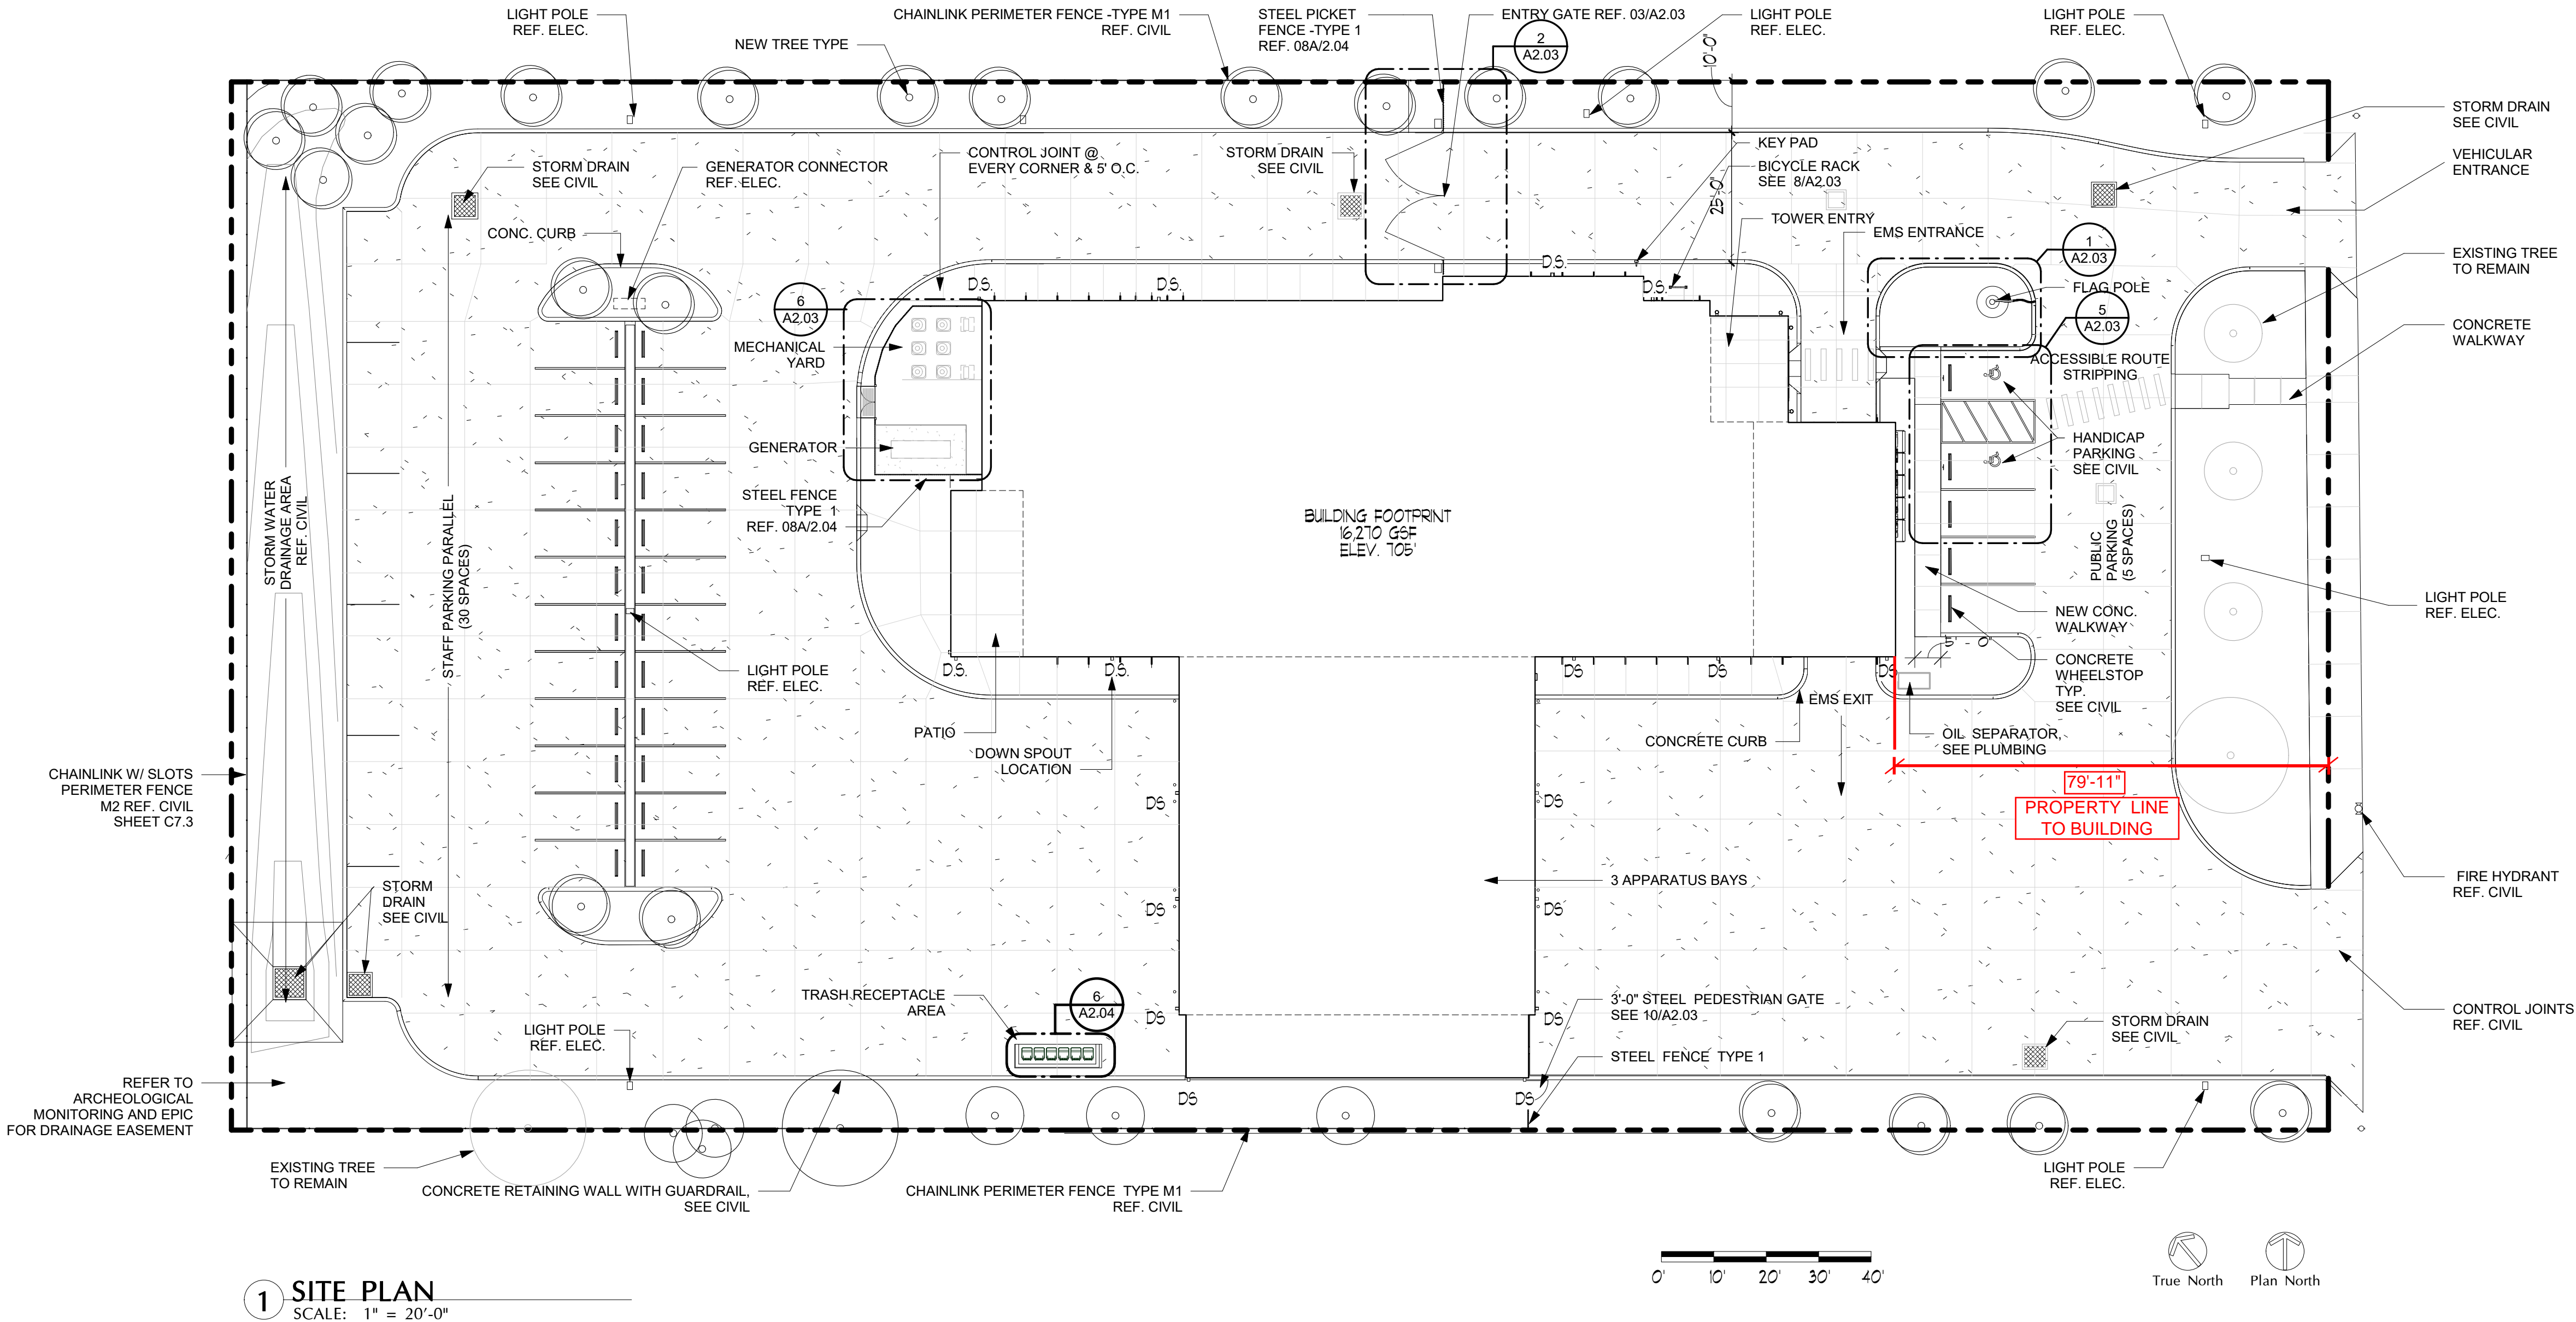 LIGHT POLE
REF. ELEC.
NEW TREE TYPE
CHAINLINK PERIMETER FENCE -TYPE M1
REF. CIVIL
STEEL PICKET
FENCE -TYPE 1
REF. 08A/2.04
ENTRY GATE REF. 03/A2.03
2
A2.03
10'-0"
LIGHT POLE
REF. ELEC.
LIGHT POLE
REF. ELEC.
STORM DRAIN
SEE CIVIL
VEHICULAR
ENTRANCE
EXISTING TREE
TO REMAIN
CONCRETE
WALKWAY
STORM DRAIN
SEE CIVIL
GENERATOR CONNECTOR
REF. ELEC.
CONTROL JOINT @
EVERY CORNER & 5' O.C.
STORM DRAIN
SEE CIVIL
KEY PAD
BICYCLE RACK
SEE 8/A2.03
25'-0"
TOWER ENTRY
EMS ENTRANCE
1
A2.03
FLAG POLE
5
A2.03
ACCESSIBLE ROUTE
STRIPPING
CONC. CURB
D.S.
D.S.
D.S.
D.S.
6
A2.03
MECHANICAL
YARD
GENERATOR
STEEL FENCE
TYPE 1
REF. 08A/2.04
HANDICAP
PARKING
SEE CIVIL
PUBLIC
PARKING
(5 SPACES)
BUILDING FOOTPRINT
16,270 GSF
ELEV. 705'
STORM WATER
DRAINAGE AREA
REF. CIVIL
STAFF PARKING PARALLEL
(30 SPACES)
LIGHT POLE
REF. ELEC.
NEW CONC.
WALKWAY
5' 0
CONCRETE
WHEELSTOP
TYP.
SEE CIVIL
LIGHT POLE
REF. ELEC.
D.S.
D.S.
DS
DS
DS
PATIO
DOWN SPOUT
LOCATION
EMS EXIT
CONCRETE CURB
OIL SEPARATOR,
SEE PLUMBING
79'-11"
PROPERTY LINE
TO BUILDING
CHAINLINK W/ SLOTS
PERIMETER FENCE
M2 REF. CIVIL
SHEET C7.3
DS
DS
FIRE HYDRANT
REF. CIVIL
3 APPARATUS BAYS
STORM
DRAIN
SEE CIVIL
DS
DS
TRASH RECEPTACLE
AREA
6
A2.04
DS
DS
3'-0" STEEL PEDESTRIAN GATE
SEE 10/A2.03
STEEL FENCE TYPE 1
STORM DRAIN
SEE CIVIL
CONTROL JOINTS
REF. CIVIL
LIGHT POLE
REF. ELEC.
REFER TO
ARCHEOLOGICAL
MONITORING AND EPIC
FOR DRAINAGE EASEMENT
DS
DS
EXISTING TREE
TO REMAIN
CONCRETE RETAINING WALL WITH GUARDRAIL,
SEE CIVIL
CHAINLINK PERIMETER FENCE TYPE M1
REF. CIVIL
LIGHT POLE
REF. ELEC.
0' 10' 20' 30' 40'
True North
Plan North
1
SITE PLAN
SCALE: 1" = 20'-0"